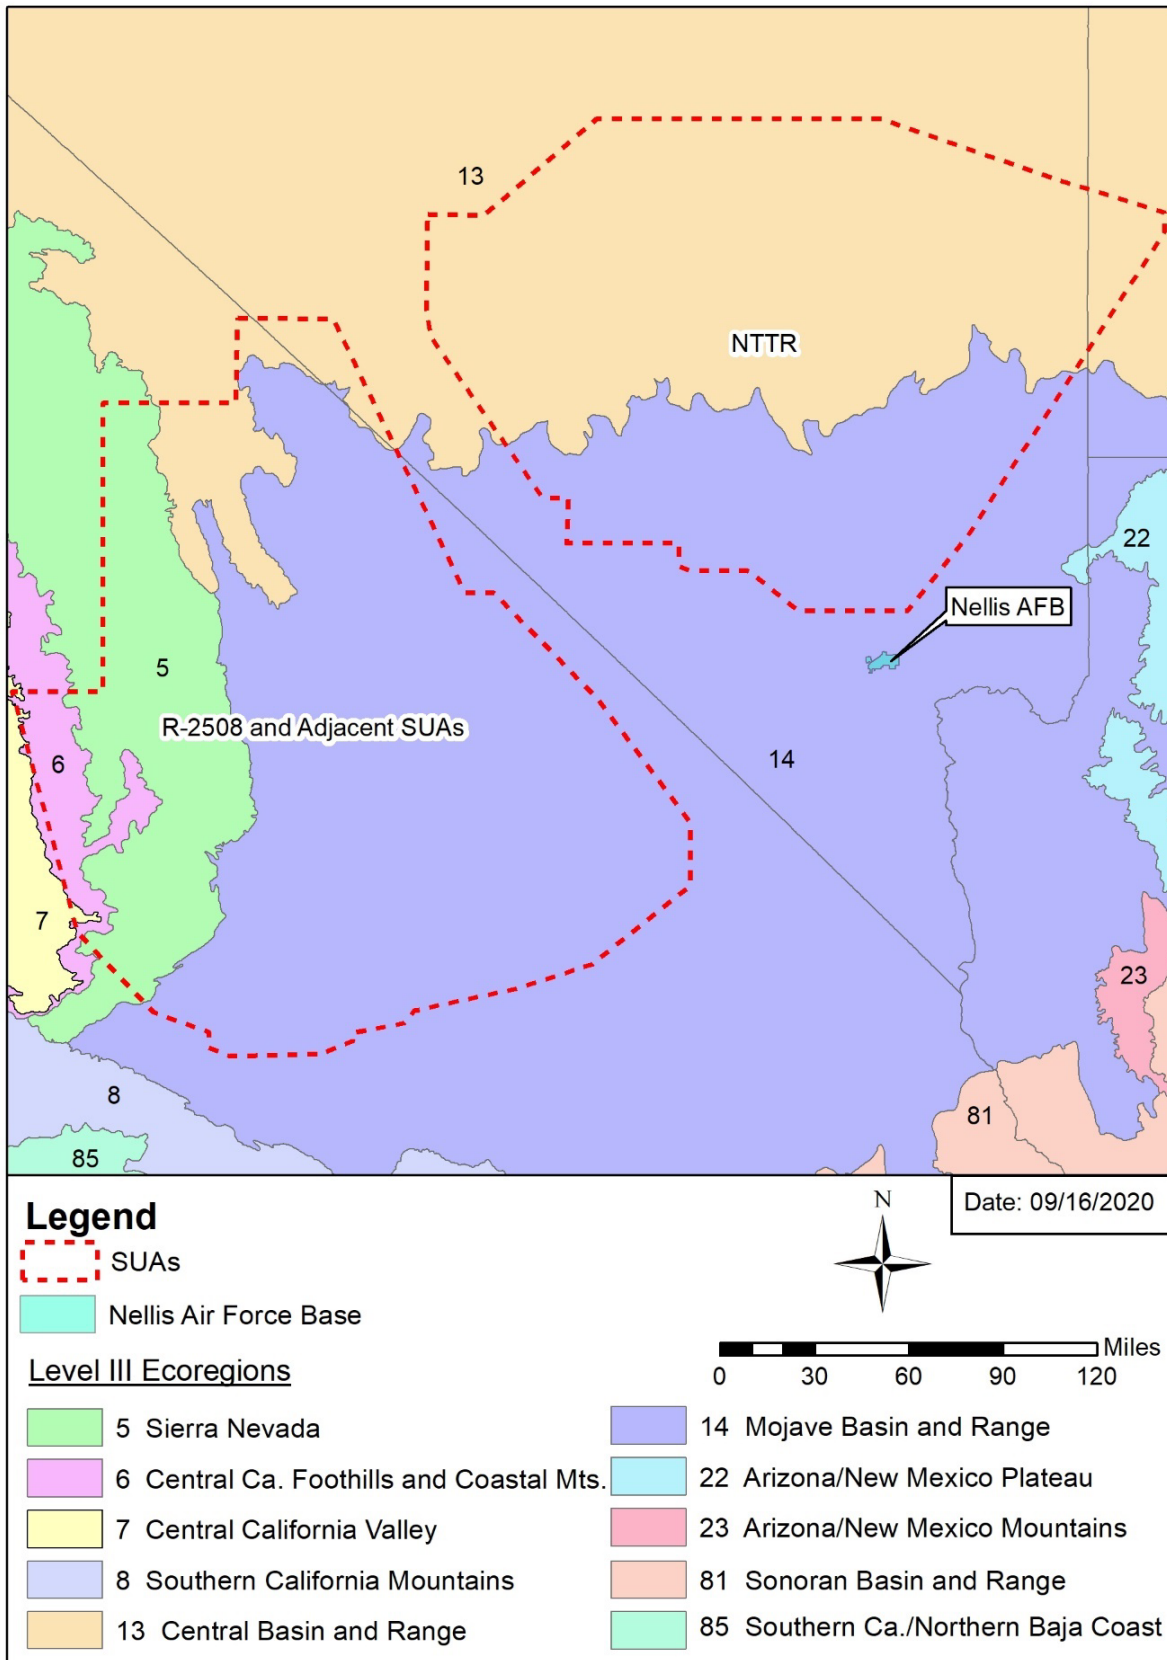 13
NTTR
22
Nellis AFB
5
R-2508 and Adjacent SUAs
6
14
7
23
8
81
85
Legend
SUAs
Nellis Air Force Base
Level III Ecoregions
5 Sierra Nevada
6 Central Ca. Foothills and Coastal Mts.
7 Central California Valley
8 Southern California Mountains
13 Central Basin and Range
N
Date: 09/16/2020
Miles
0 30 60 90 120
14 Mojave Basin and Range
22 Arizona/New Mexico Plateau
23 Arizona/New Mexico Mountains
81 Sonoran Basin and Range
85 Southern Ca./Northern Baja Coast